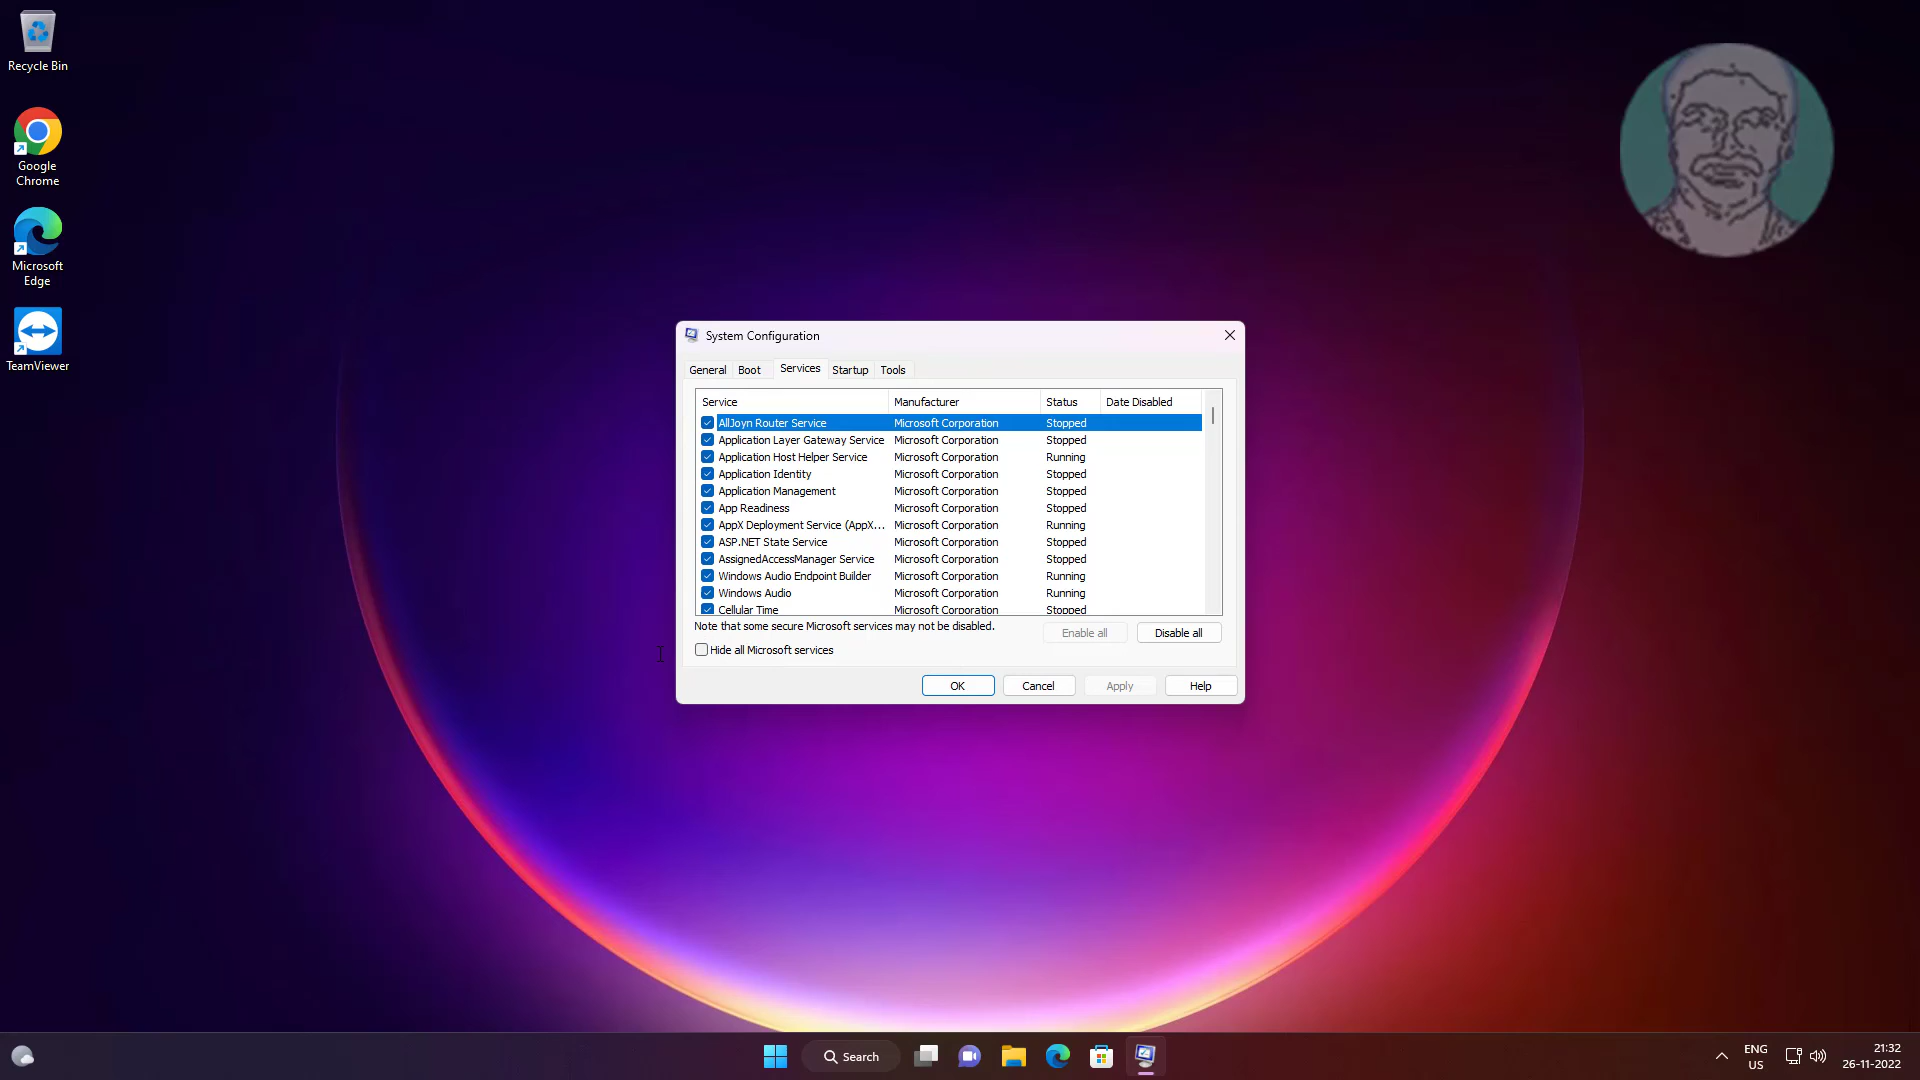 Recycle Bin
Google
Chrome
Microsoft
Edge
TeamViewer
System Configuration
General Boot Services Startup Tools
Service Manufacturer Status Date Disabled
AllJoyn Router Service Microsoft Corporation Stopped
Application Layer Gateway Service Microsoft Corporation Stopped
Application Host Helper Service Microsoft Corporation Running
Application Identity Microsoft Corporation Stopped
Application Management Microsoft Corporation Stopped
App Readiness Microsoft Corporation Stopped
AppX Deployment Service (AppX... Microsoft Corporation Running
ASP.NET State Service Microsoft Corporation Stopped
AssignedAccessManager Service Microsoft Corporation Stopped
Windows Audio Endpoint Builder Microsoft Corporation Running
Windows Audio Microsoft Corporation Running
Cellular Time Microsoft Corporation Stopped
Note that some secure Microsoft services may not be disabled.
Enable all Disable all
Hide all Microsoft services
OK Cancel Apply Help
Search
ENG
US
21:32
26-11-2022